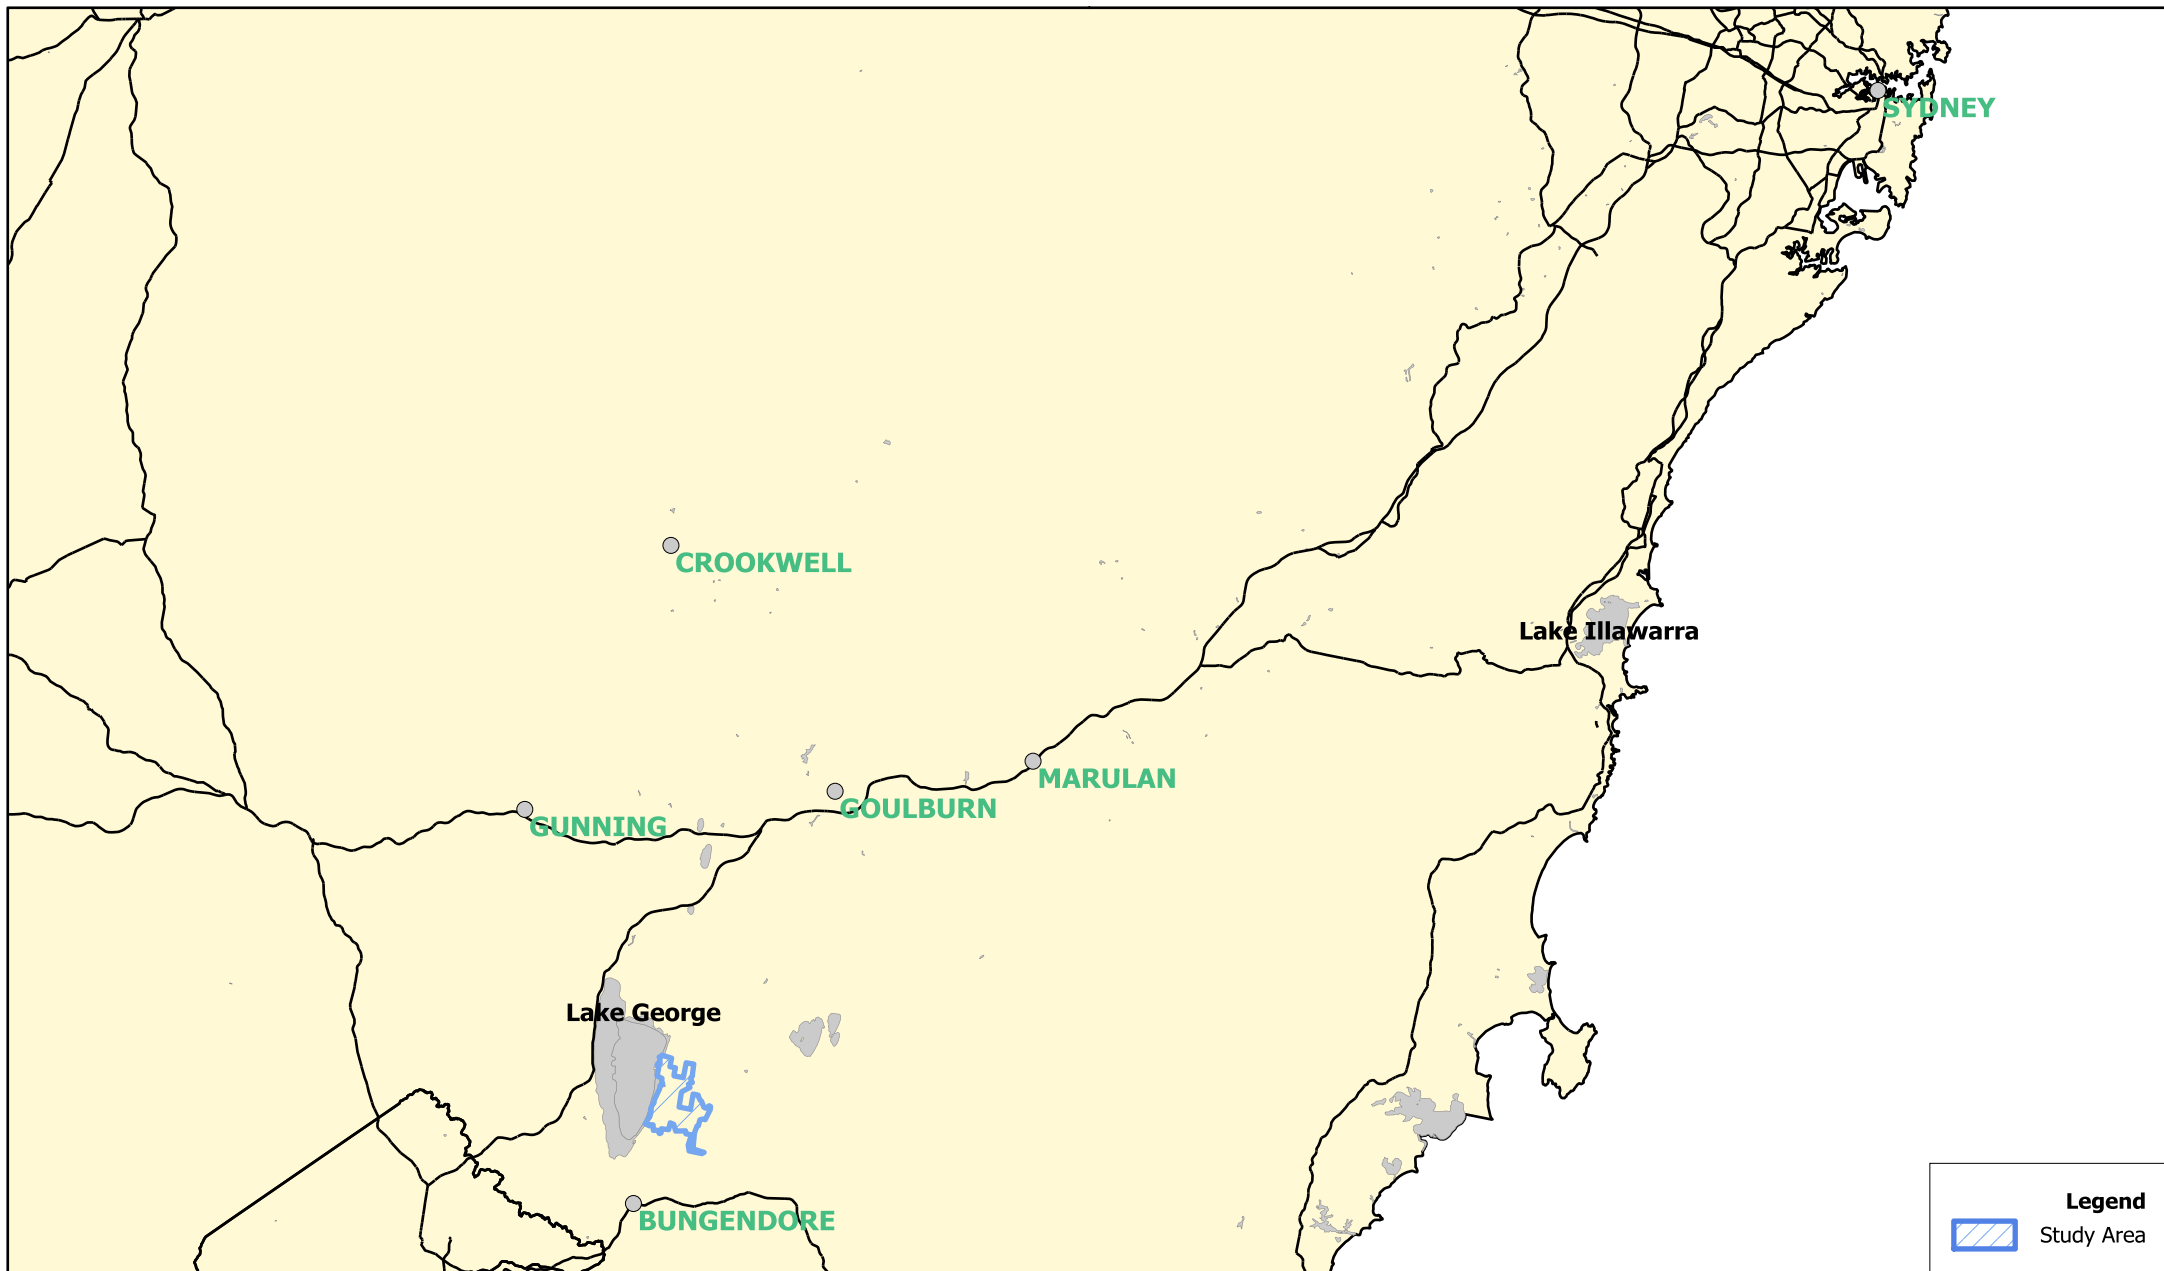 SYDNEY
CROOKWELL
Lake Illawarra
MARULAN
GOULBURN
GUNNING
Lake George
BUNGENDORE
Legend
Study Area